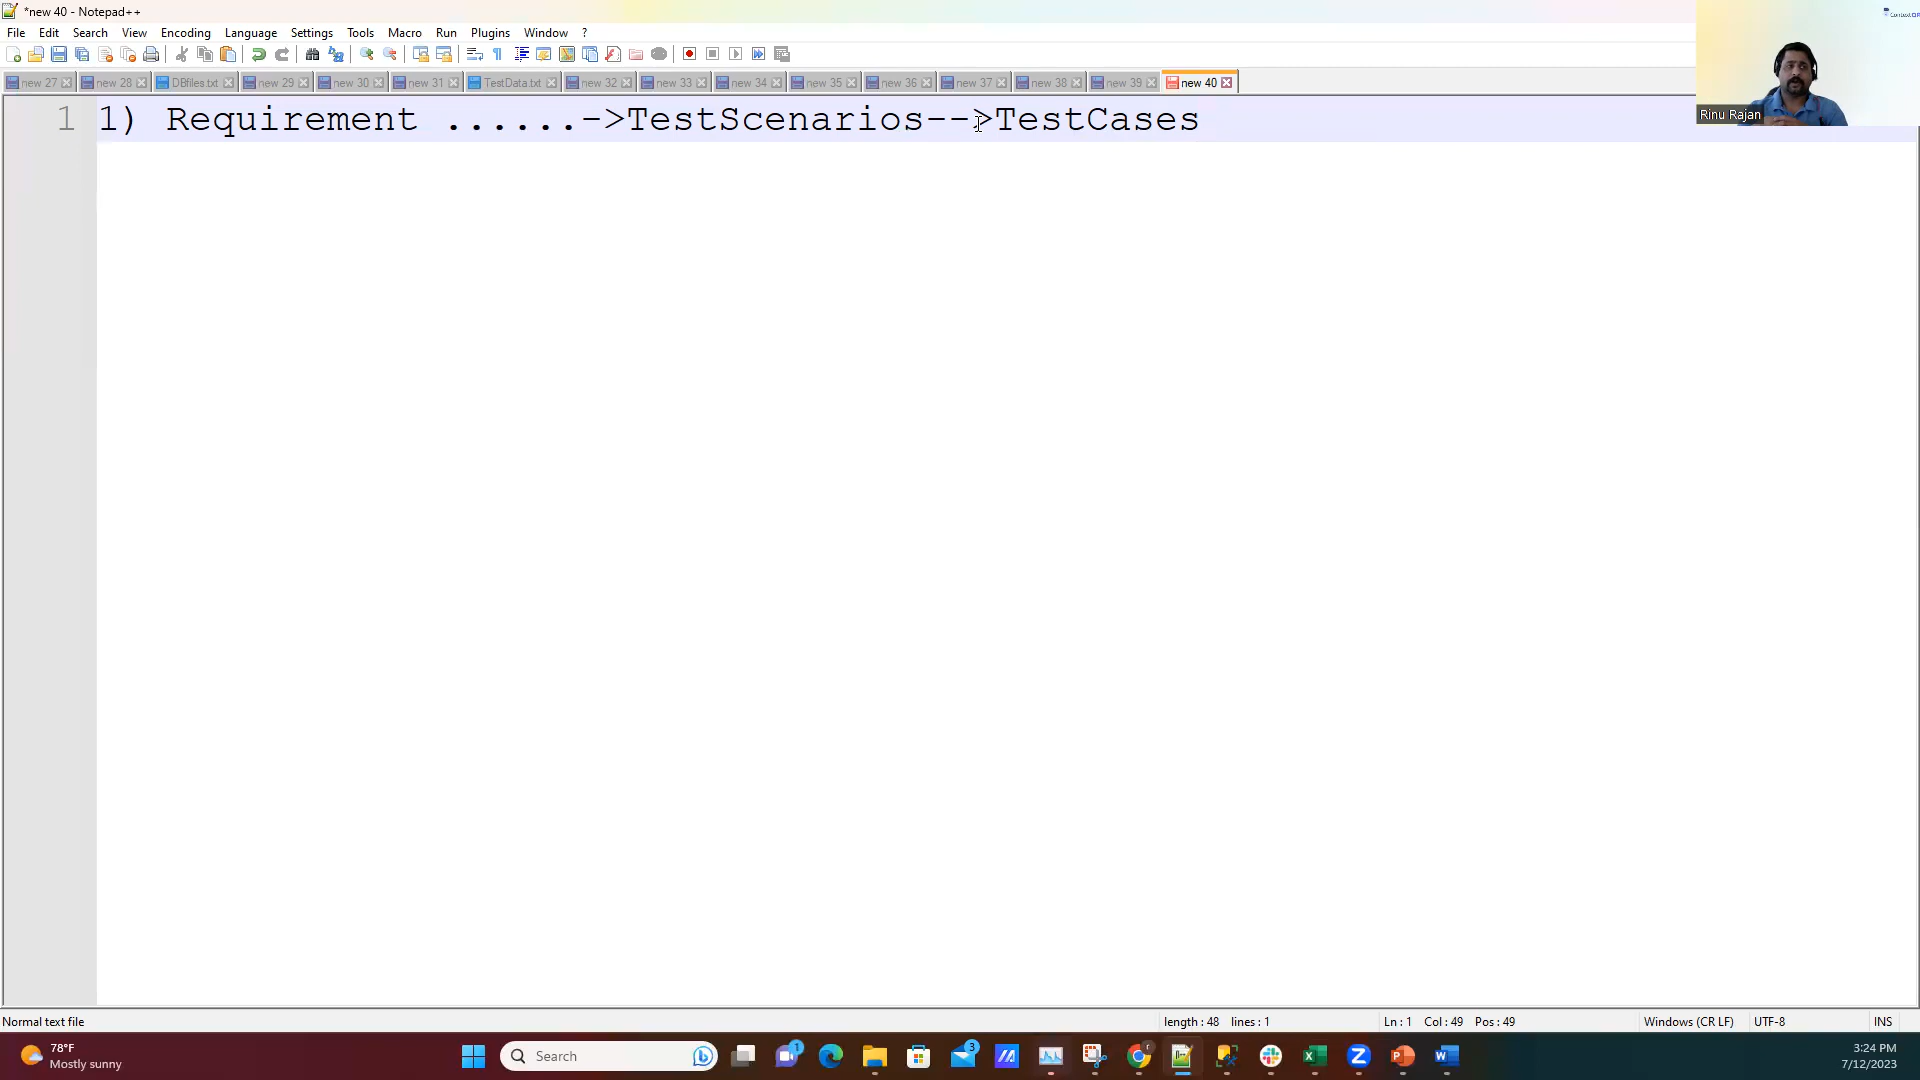 *new 40 - Notepad++
File Edit Search View Encoding Language Settings Tools Macro Run Plugins Window ?
new 27 new 28 DBfiles.txt new 29 new 30 new 31 TestData.txt new 32 new 33 new 34 new 35 new 36 new 37 new 38 new 39 new 40
1 1) Requirement ......->TestScenarios-->TestCases
Rinu Rajan
Normal text file length : 48 lines : 1 Ln : 1 Col : 49 Pos : 49 Windows (CR LF) UTF-8 INS
78°F
Mostly sunny
Search
1
3
3:24 PM
7/12/2023